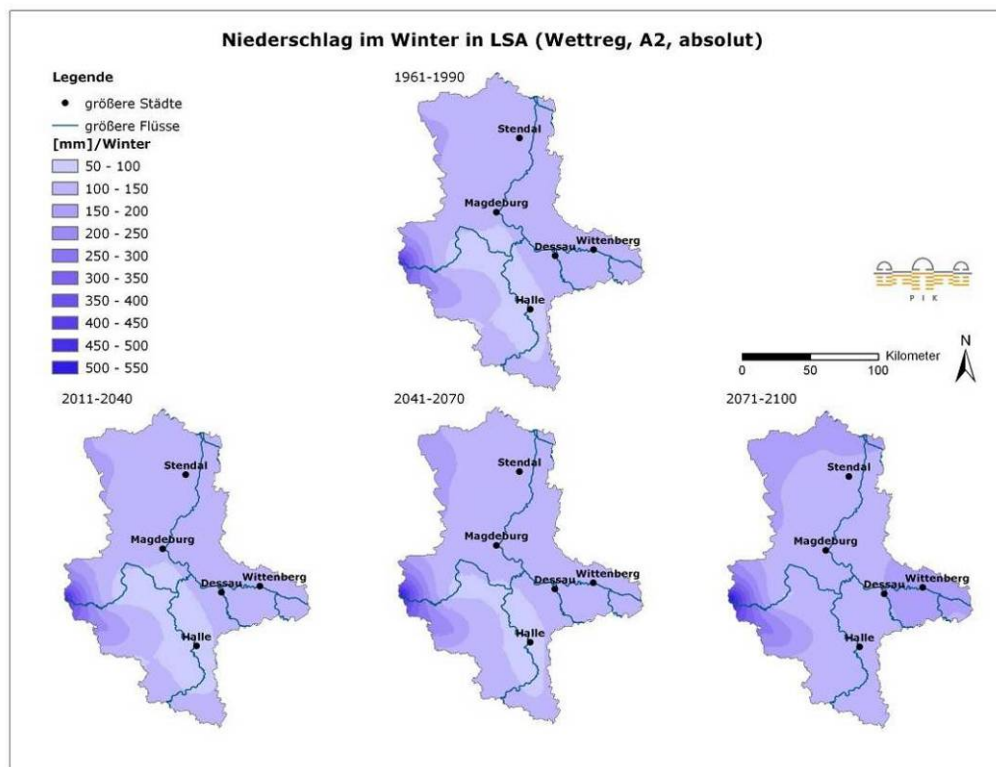 Niederschlag im Winter in LSA (Wettreg, A2, absolut)
Legende
größere Städte
größere Flüsse
[mm]/Winter
50 - 100
100 - 150
150 - 200
200 - 250
250 - 300
300 - 350
350 - 400
400 - 450
450 - 500
500 - 550
1961-1990
Stendal
Magdeburg
Dessau
Wittenberg
Halle
P I K
Kilometer
0 50 100
N
2011-2040
Stendal
Magdeburg
Dessau
Wittenberg
Halle
2041-2070
Stendal
Magdeburg
Dessau
Wittenberg
Halle
2071-2100
Stendal
Magdeburg
Dessau
Wittenberg
Halle